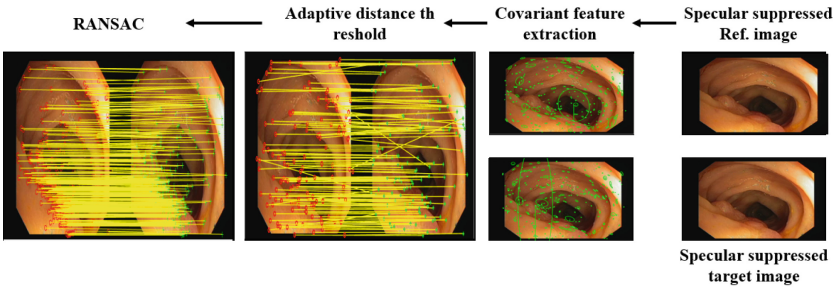 RANSAC
Adaptive distance th
reshold
Covariant feature
extraction
Specular suppressed
Ref. image
Specular suppressed
target image